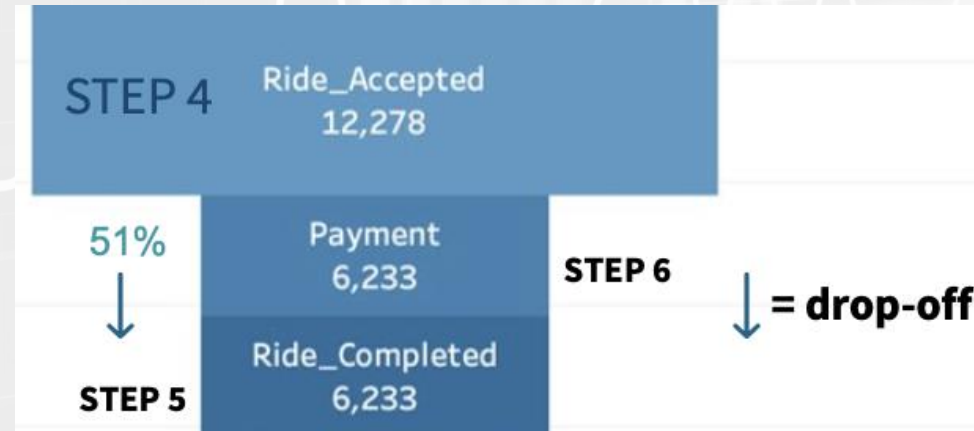 STEP 4
Ride_Accepted
12,278
51%
Payment
6,233
STEP 6
= drop-off
Ride_Completed
6,233
STEP 5